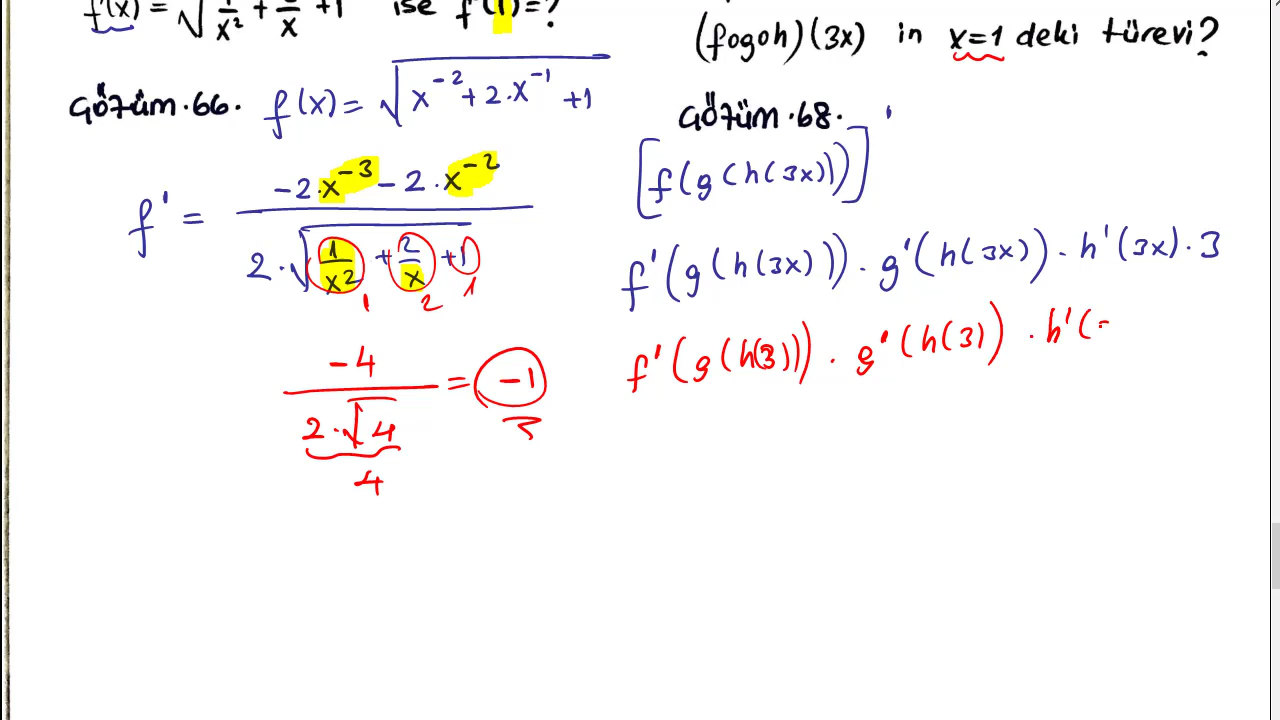 f'(x) = √(1/x² + 2/x + 1) ise f'(1) = ?
Gözüm.66. f(x) = √(x⁻² + 2.x⁻¹ + 1)
f' = (-2.x⁻³ - 2.x⁻²) / (2.√(1/x² + 2/x + 1))
1 2 1
-4 / (2.√4) = -1
4
(fogoh)(3x) in x=1 deki türevi?
Gözüm.68.
[f(g(h(3x)))]'
f'(g(h(3x))) . g'(h(3x)) . h'(3x) . 3
f'(g(h(3))) . g'(h(3)) . h'(